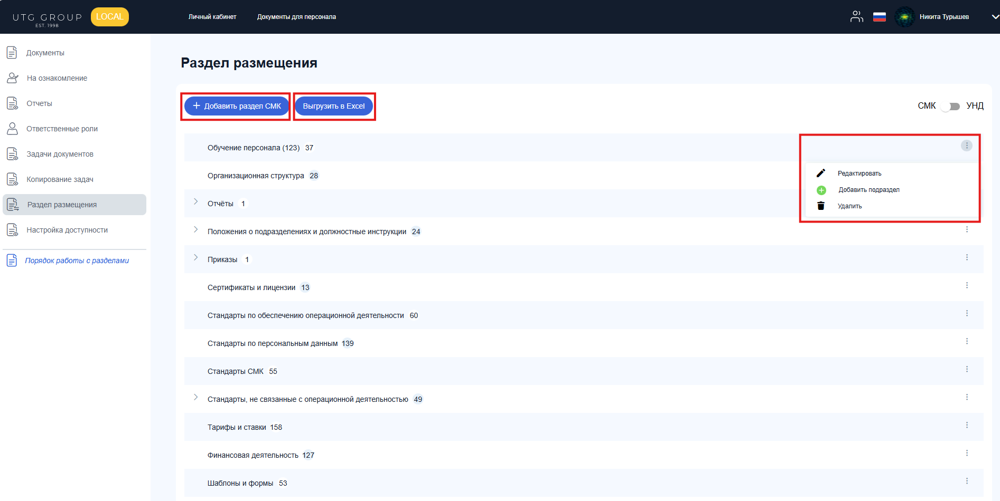 UTG GROUP
EST. 1998
LOCAL
Личный кабинет
Документы для персонала
Никита Турышев
Документы
На ознакомление
Отчеты
Ответственные роли
Задачи документов
Копирование задач
Раздел размещения
Настройка доступности
Порядок работы с разделами
Раздел размещения
Добавить раздел СМК
Выгрузить в Excel
СМК
УНД
Обучение персонала (123) 37
Организационная структура 28
Отчёты 1
Положения о подразделениях и должностные инструкции 24
Приказы 1
Сертификаты и лицензии 13
Стандарты по обеспечению операционной деятельности 60
Стандарты по персональным данным 139
Стандарты СМК 55
Стандарты, не связанные с операционной деятельностью 49
Тарифы и ставки 158
Финансовая деятельность 127
Шаблоны и формы 53
Редактировать
Добавить подраздел
Удалить